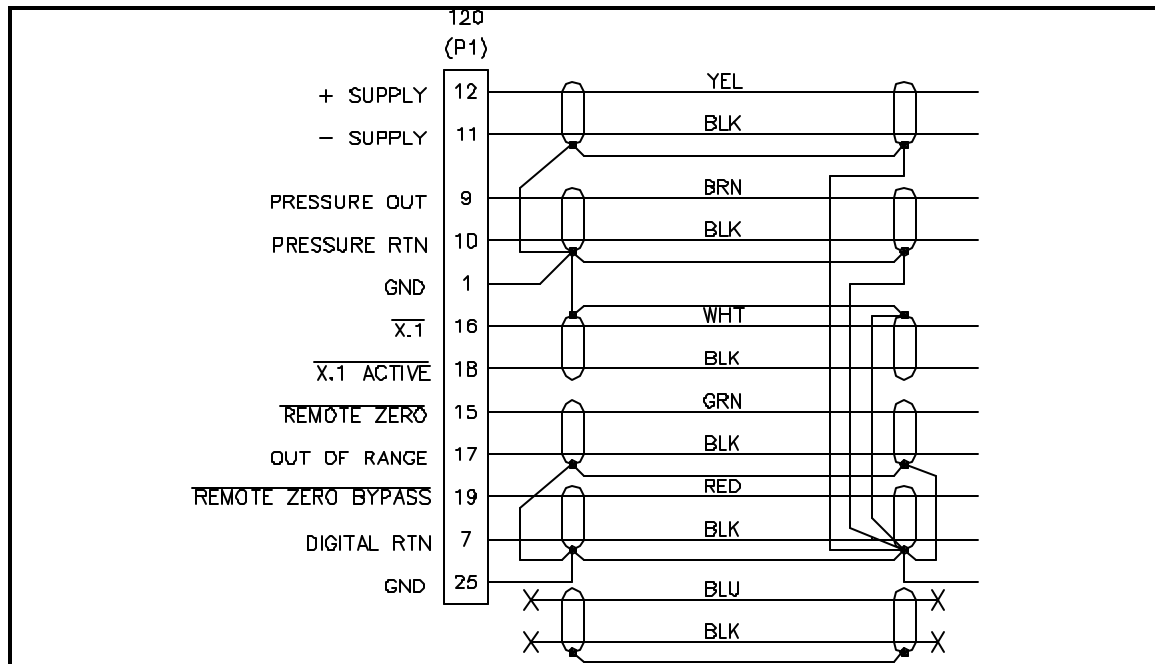 120
(P1)
+ SUPPLY 12 YEL
- SUPPLY 11 BLK
PRESSURE OUT 9 BRN
PRESSURE RTN 10 BLK
GND 1
X.1 16 WHT
X.1 ACTIVE 18 BLK
REMOTE ZERO 15 GRN
OUT OF RANGE 17 BLK
REMOTE ZERO BYPASS 19 RED
DIGITAL RTN 7 BLK
GND 25
BLU
BLK